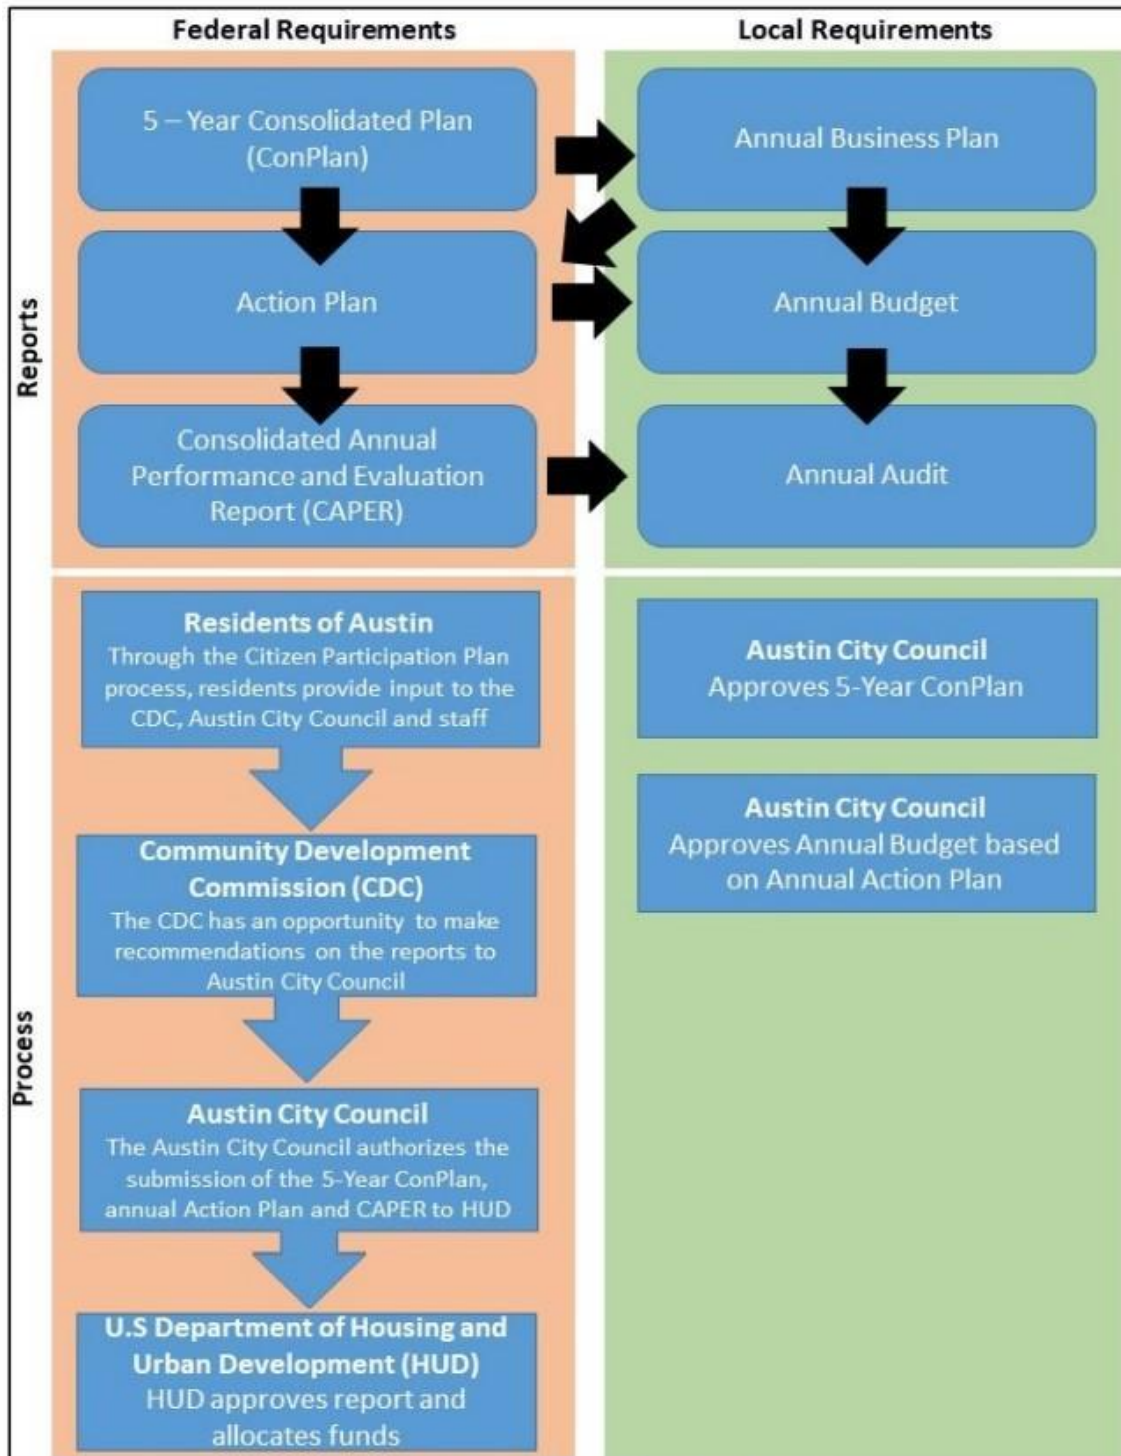 Federal Requirements
Local Requirements
Reports
5 – Year Consolidated Plan
(ConPlan)
Annual Business Plan
Action Plan
Annual Budget
Consolidated Annual
Performance and Evaluation
Report (CAPER)
Annual Audit
Process
Residents of Austin
Through the Citizen Participation Plan
process, residents provide input to the
CDC, Austin City Council and staff
Community Development
Commission (CDC)
The CDC has an opportunity to make
recommendations on the reports to
Austin City Council
Austin City Council
The Austin City Council authorizes the
submission of the 5-Year ConPlan,
annual Action Plan and CAPER to HUD
U.S Department of Housing and
Urban Development (HUD)
HUD approves report and
allocates funds
Austin City Council
Approves 5-Year ConPlan
Austin City Council
Approves Annual Budget based
on Annual Action Plan